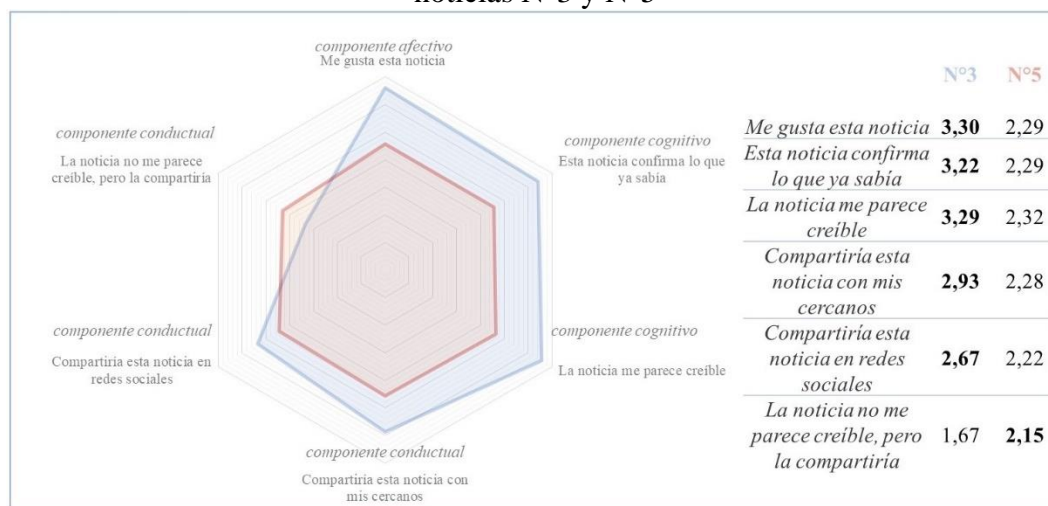 noticias N°3 y N°5
componente afectivo
Me gusta esta noticia
componente conductual
La noticia no me parece
creíble, pero la compartiría
componente cognitivo
Esta noticia confirma lo que
ya sabía
componente conductual
Compartiría esta noticia en
redes sociales
componente cognitivo
La noticia me parece creíble
componente conductual
Compartiría esta noticia con
mis cercanos
N°3 N°5
Me gusta esta noticia 3,30 2,29
Esta noticia confirma
lo que ya sabía 3,22 2,29
La noticia me parece
creíble 3,29 2,32
Compartiría esta
noticia con mis 2,93 2,28
cercanos
Compartiría esta
noticia en redes 2,67 2,22
sociales
La noticia no me
parece creíble, pero 1,67 2,15
la compartiría